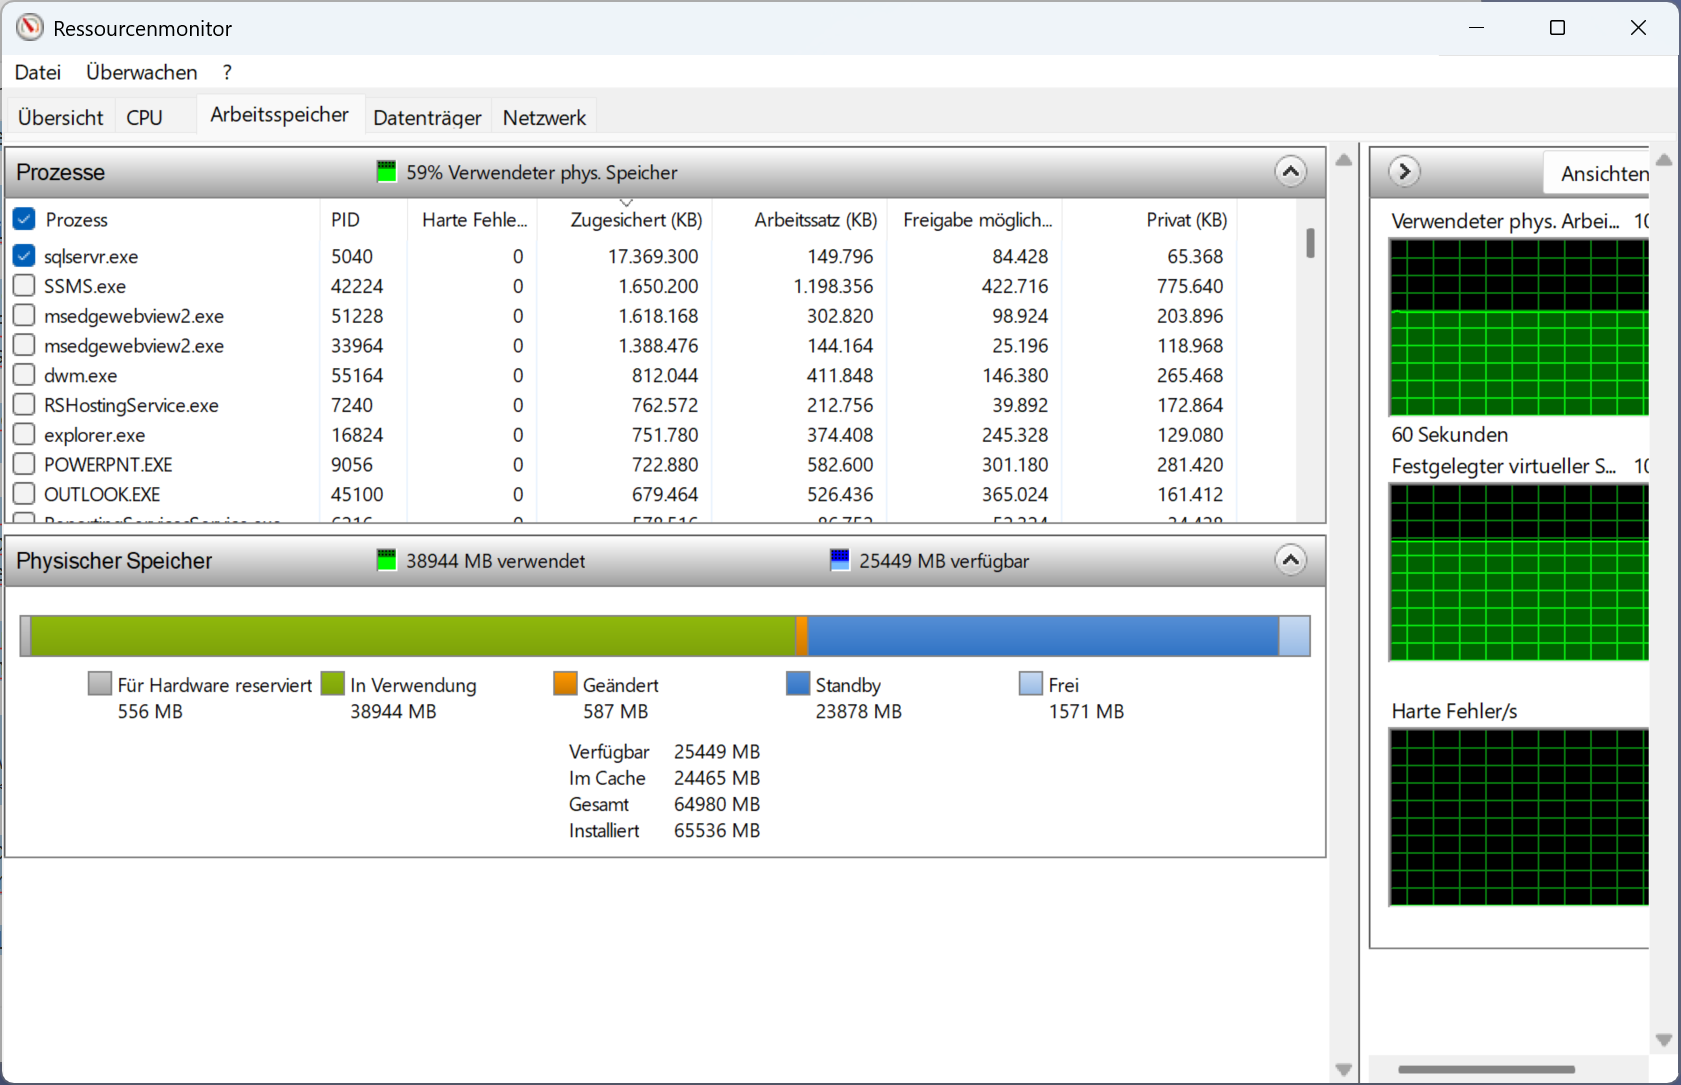 Ressourcenmonitor
Datei Überwachen ?
Übersicht CPU Arbeitsspeicher Datenträger Netzwerk
Prozesse 59% Verwendeter phys. Speicher
Prozess PID Harte Fehle... Zugesichert (KB) Arbeitssatz (KB) Freigabe möglich... Privat (KB)
sqlservr.exe 5040 0 17.369.300 149.796 84.428 65.368
SSMS.exe 42224 0 1.650.200 1.198.356 422.716 775.640
msedgewebview2.exe 51228 0 1.618.168 302.820 98.924 203.896
msedgewebview2.exe 33964 0 1.388.476 144.164 25.196 118.968
dwm.exe 55164 0 812.044 411.848 146.380 265.468
RSHostingService.exe 7240 0 762.572 212.756 39.892 172.864
explorer.exe 16824 0 751.780 374.408 245.328 129.080
POWERPNT.EXE 9056 0 722.880 582.600 301.180 281.420
OUTLOOK.EXE 45100 0 679.464 526.436 365.024 161.412
Physischer Speicher 38944 MB verwendet 25449 MB verfügbar
Für Hardware reserviert In Verwendung Geändert Standby Frei
556 MB 38944 MB 587 MB 23878 MB 1571 MB
Verfügbar 25449 MB
Im Cache 24465 MB
Gesamt 64980 MB
Installiert 65536 MB
Ansichten
Verwendeter phys. Arbei... 10
60 Sekunden
Festgelegter virtueller S... 10
Harte Fehler/s